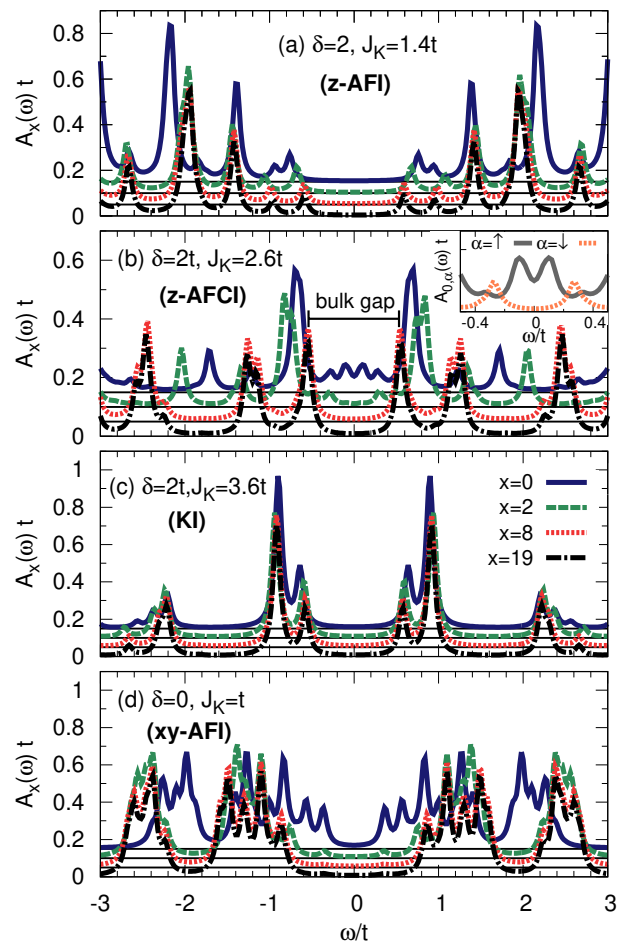 (a) δ=2, J_K=1.4t
(z-AFI)
A_x(ω) t
0.8
0.6
0.4
0.2
0
(b) δ=2t, J_K=2.6t
(z-AFCI)
bulk gap
A_x(ω) t
0.6
0.4
0.2
0
α=↑ α=↓
A_{0,α}(ω) t
-0.4 0 0.4
ω/t
(c) δ=2t,J_K=3.6t
(KI)
x=0
x=2
x=8
x=19
A_x(ω) t
1
0.8
0.6
0.4
0.2
0
(d) δ=0, J_K=t
(xy-AFI)
A_x(ω) t
1
0.8
0.6
0.4
0.2
0
-3 -2 -1 0 1 2 3
ω/t